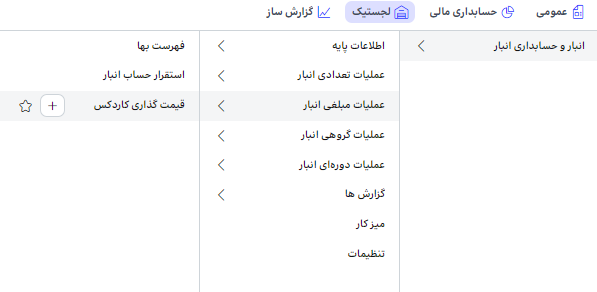 عمومی
حسابداری مالی
لجستیک
گزارش ساز
انبار و حسابداری انبار
اطلاعات پایه
عملیات تعدادی انبار
عملیات مبلغی انبار
عملیات گروهی انبار
عملیات دوره‌ای انبار
گزارش ها
میز کار
تنظیمات
فهرست بها
استقرار حساب انبار
قیمت گذاری کاردکس